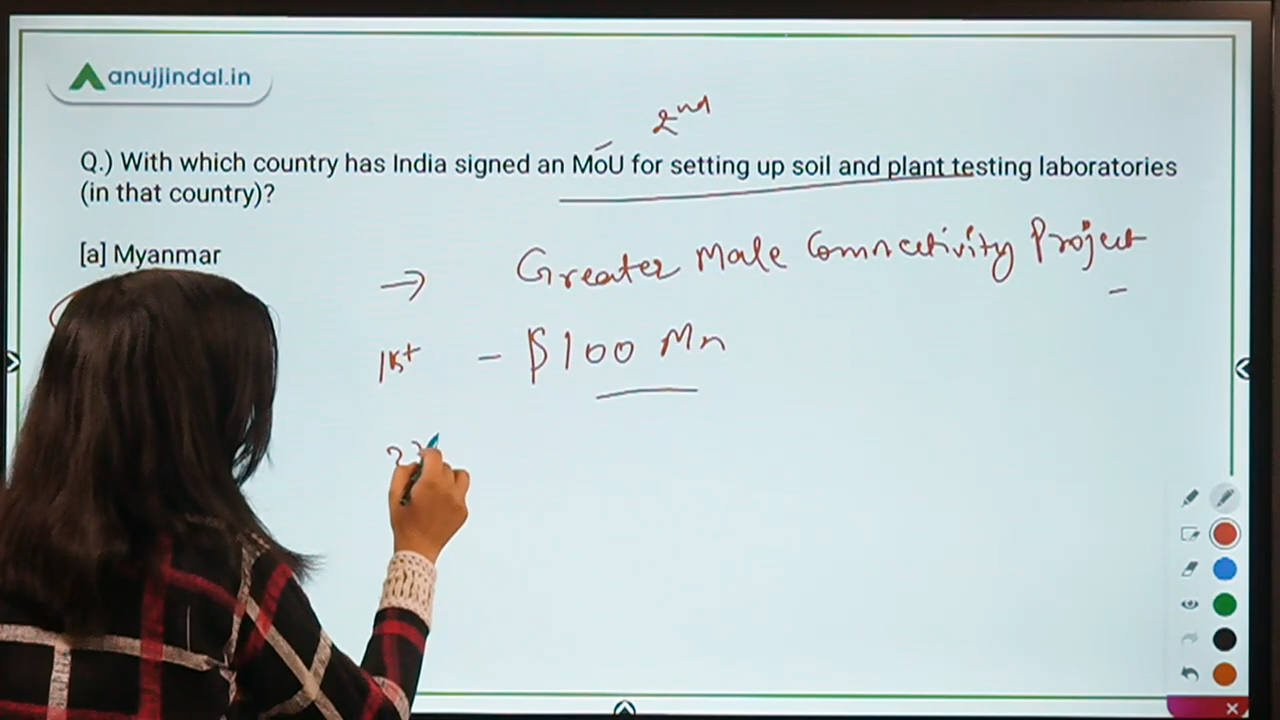 anujjindal.in
2nd
Q.) With which country has India signed an MoU for setting up soil and plant testing laboratories
(in that country)?
[a] Myanmar
→ Greater Male Connectivity Project
1st - $100 Mn